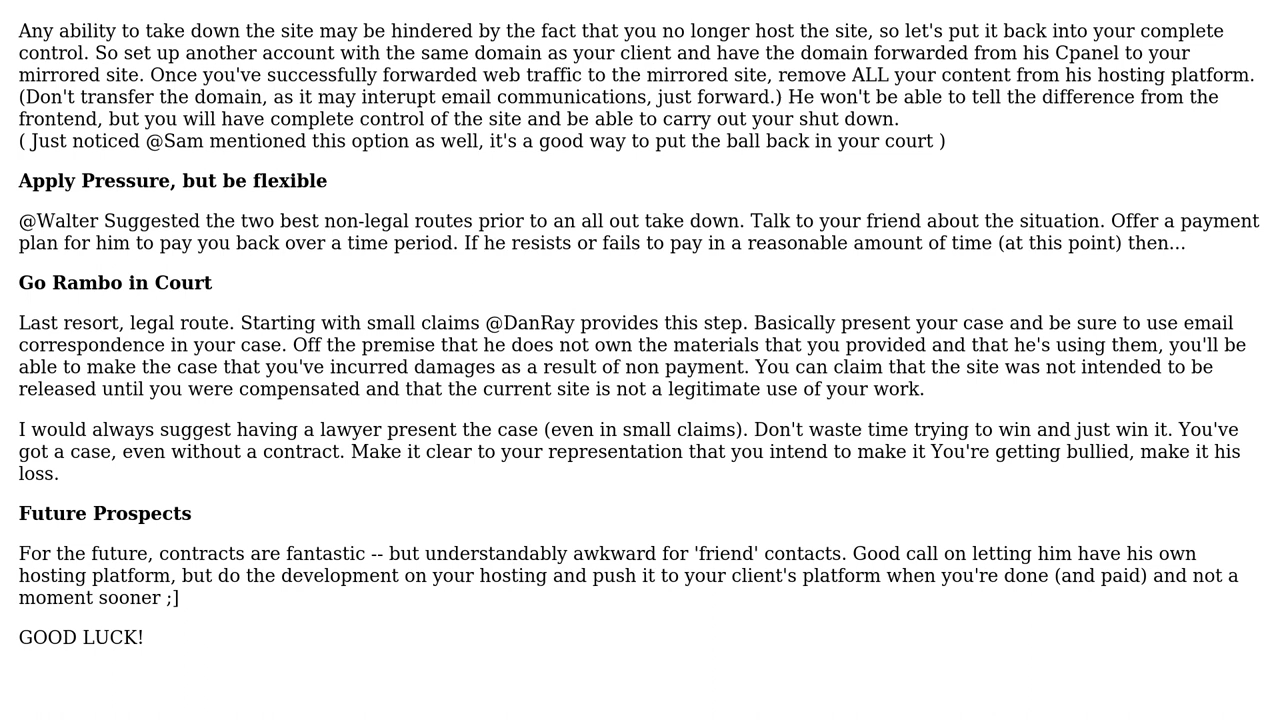 Any ability to take down the site may be hindered by the fact that you no longer host the site, so let's put it back into your complete
control. So set up another account with the same domain as your client and have the domain forwarded from his Cpanel to your
mirrored site. Once you've successfully forwarded web traffic to the mirrored site, remove ALL your content from his hosting platform.
(Don't transfer the domain, as it may interupt email communications, just forward.) He won't be able to tell the difference from the
frontend, but you will have complete control of the site and be able to carry out your shut down.
( Just noticed @Sam mentioned this option as well, it's a good way to put the ball back in your court )
Apply Pressure, but be flexible
@Walter Suggested the two best non-legal routes prior to an all out take down. Talk to your friend about the situation. Offer a payment
plan for him to pay you back over a time period. If he resists or fails to pay in a reasonable amount of time (at this point) then...
Go Rambo in Court
Last resort, legal route. Starting with small claims @DanRay provides this step. Basically present your case and be sure to use email
correspondence in your case. Off the premise that he does not own the materials that you provided and that he's using them, you'll be
able to make the case that you've incurred damages as a result of non payment. You can claim that the site was not intended to be
released until you were compensated and that the current site is not a legitimate use of your work.
I would always suggest having a lawyer present the case (even in small claims). Don't waste time trying to win and just win it. You've
got a case, even without a contract. Make it clear to your representation that you intend to make it You're getting bullied, make it his
loss.
Future Prospects
For the future, contracts are fantastic -- but understandably awkward for 'friend' contacts. Good call on letting him have his own
hosting platform, but do the development on your hosting and push it to your client's platform when you're done (and paid) and not a
moment sooner ;]
GOOD LUCK!